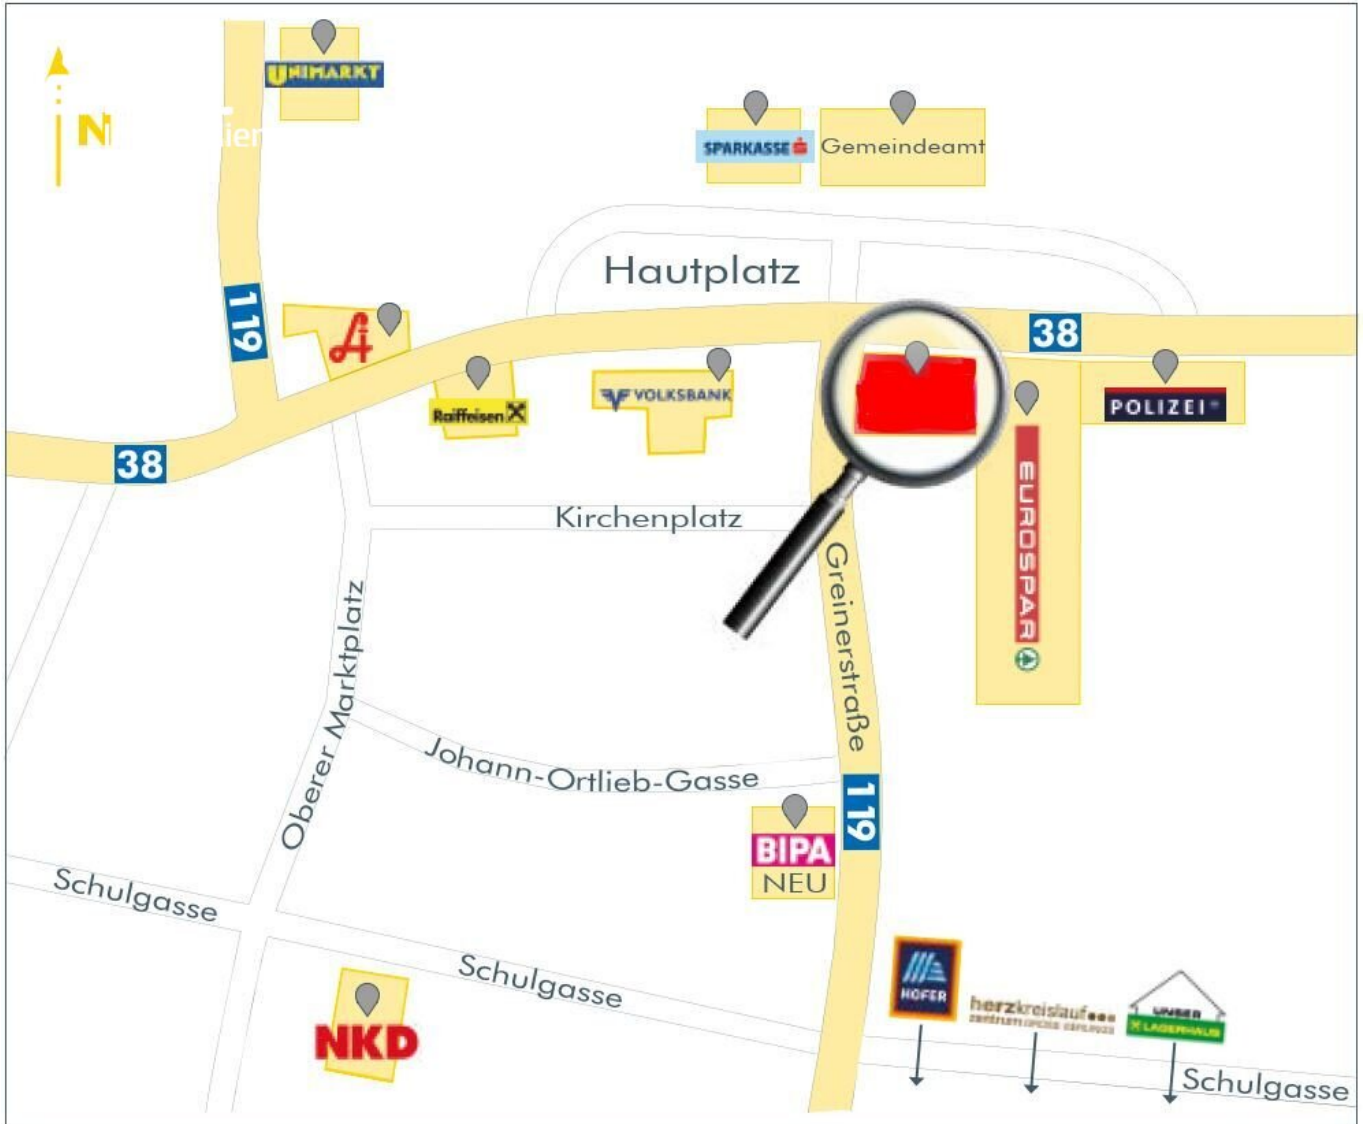 UNIMARKT
N
ien
SPARKASSE
Gemeindeamt
Hautplatz
119
38
Raiffeisen
VOLKSBANK
POLIZEI
38
EUROSPAR
Kirchenplatz
Greinerstraße
Oberer Marktplatz
Johann-Ortlieb-Gasse
119
BIPA
NEU
Schulgasse
Schulgasse
HOFER
herzkreislauf...
UNSER
LAGERHAUS
NKD
Schulgasse